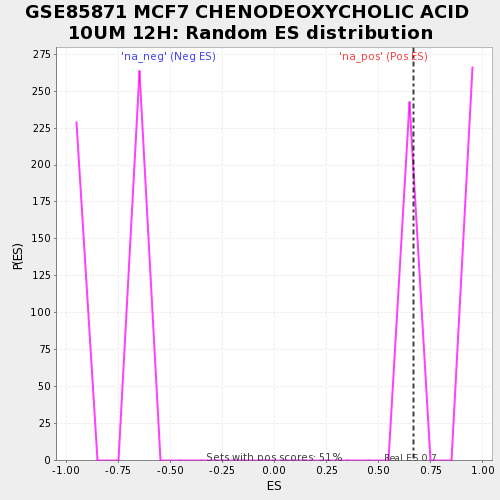 GSE85871 MCF7 CHENODEOXYCHOLIC ACID
10UM 12H: Random ES distribution
'na_neg' (Neg ES) 'na_pos' (Pos ES)
275
250
225
200
175
150
125
100
75
50
25
0
P(ES)
Sets with pos scores: 51% Real ES 0.7
-1.00 -0.75 -0.50 -0.25 0.00 0.25 0.50 0.75 1.00
ES